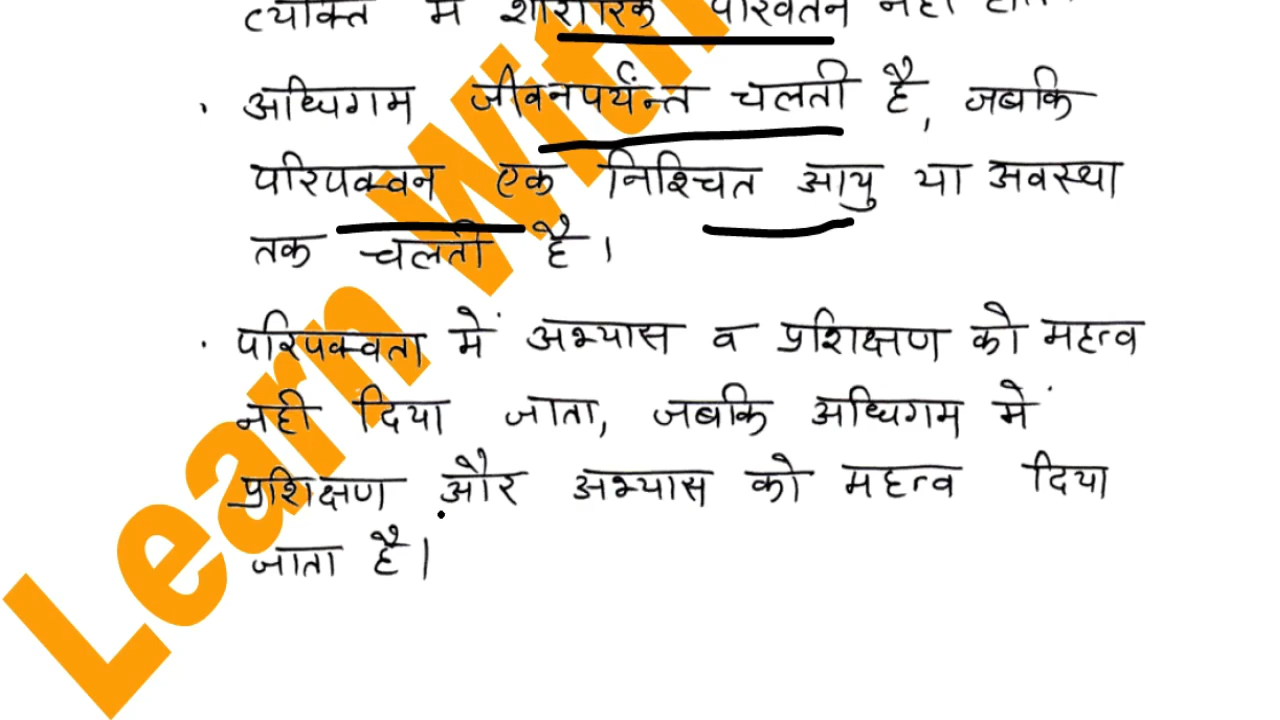 व्यक्ति में शारीरिक परिवर्तन नही
• अधिगम जीवनपर्यन्त चलती है, जबकि
परिपक्वन एक निश्चित आयु या अवस्था
तक चलती है।
• परिपक्वता में अभ्यास व प्रशिक्षण को महत्व
नही दिया जाता, जबकि अधिगम में
प्रशिक्षण और अभ्यास को महत्व दिया
जाता है।
Learn With